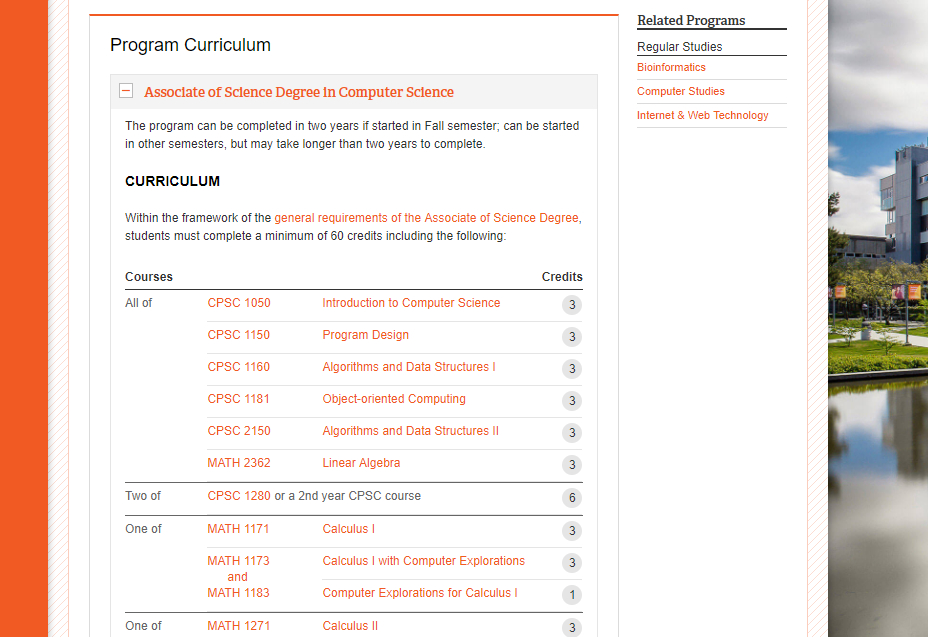 Program Curriculum
Associate of Science Degree in Computer Science
The program can be completed in two years if started in Fall semester; can be started
in other semesters, but may take longer than two years to complete.
CURRICULUM
Within the framework of the general requirements of the Associate of Science Degree,
students must complete a minimum of 60 credits including the following:
Courses Credits
All of CPSC 1050 Introduction to Computer Science 3
CPSC 1150 Program Design 3
CPSC 1160 Algorithms and Data Structures I 3
CPSC 1181 Object-oriented Computing 3
CPSC 2150 Algorithms and Data Structures II 3
MATH 2362 Linear Algebra 3
Two of CPSC 1280 or a 2nd year CPSC course 6
One of MATH 1171 Calculus I 3
MATH 1173 Calculus I with Computer Explorations 3
and
MATH 1183 Computer Explorations for Calculus I 1
One of MATH 1271 Calculus II 3
Related Programs
Regular Studies
Bioinformatics
Computer Studies
Internet & Web Technology